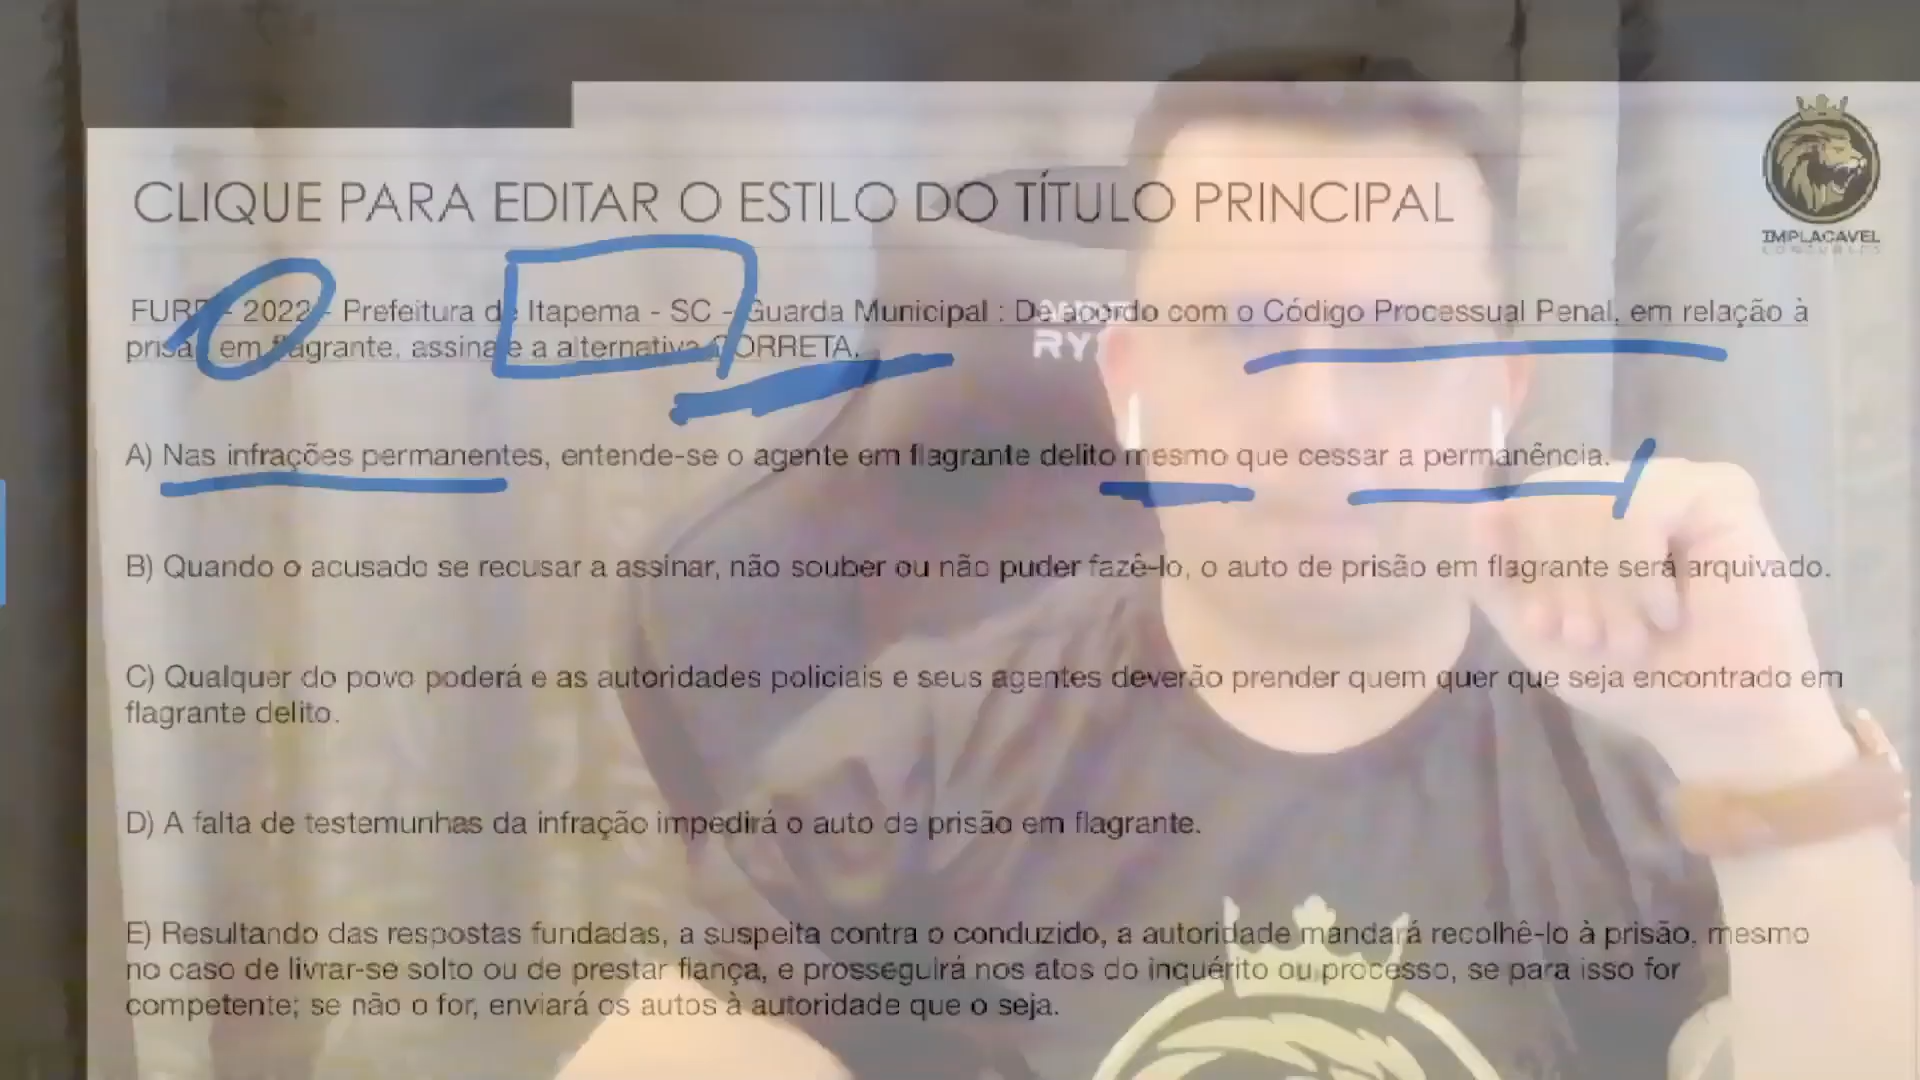 IMPLACAVEL
CONCURSOS
CLIQUE PARA EDITAR O ESTILO DO TÍTULO PRINCIPAL
2022 - Prefeitura de Itapema - SC - Guarda Municipal : De acordo com o Código Processual Penal, em relação à
prisão em flagrante, assinale a alternativa CORRETA.
RY
A) Nas infrações permanentes, entende-se o agente em flagrante delito mesmo que cessar a permanência.
B) Quando o acusado se recusar a assinar, não souber ou não puder fazê-lo, o auto de prisão em flagrante será arquivado.
C) Qualquer do povo poderá e as autoridades policiais e seus agentes deverão prender quem quer que seja encontrado em
flagrante delito.
D) A falta de testemunhas da infração impedirá o auto de prisão em flagrante.
E) Resultando das respostas fundadas, a suspeita contra o conduzido, a autoridade mandará recolhê-lo à prisão, mesmo
no caso de livrar-se solto ou de prestar fiança, e prosseguirá nos atos do inquérito ou processo, se para isso for
competente; se não o for, enviará os autos à autoridade que o seja.